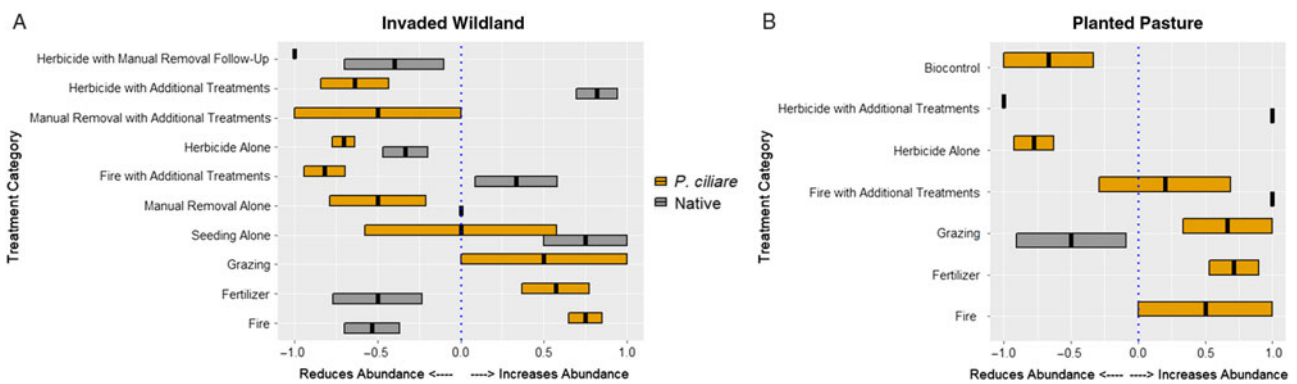 A
Invaded Wildland
Treatment Category
Herbicide with Manual Removal Follow-Up
Herbicide with Additional Treatments
Manual Removal with Additional Treatments
Herbicide Alone
Fire with Additional Treatments
Manual Removal Alone
Seeding Alone
Grazing
Fertilizer
Fire
−1.0 −0.5 0.0 0.5 1.0
Reduces Abundance <---- ----> Increases Abundance
P. ciliare
Native
B
Planted Pasture
Treatment Category
Biocontrol
Herbicide with Additional Treatments
Herbicide Alone
Fire with Additional Treatments
Grazing
Fertilizer
Fire
−1.0 −0.5 0.0 0.5 1.0
Reduces Abundance <---- ----> Increases Abundance